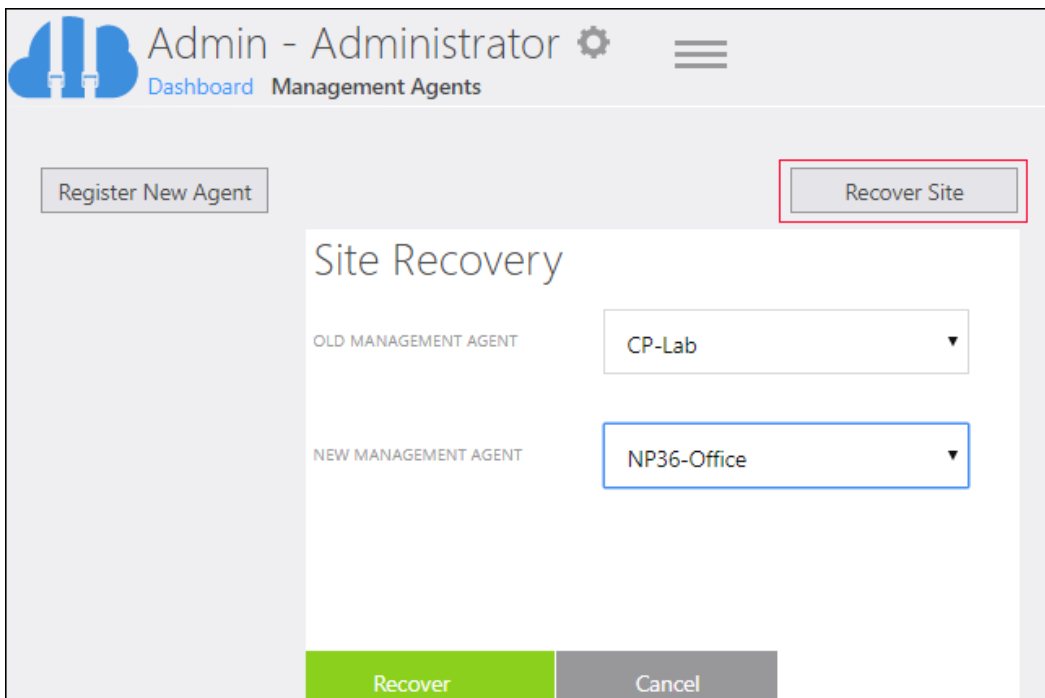 Admin - Administrator
Dashboard Management Agents
Register New Agent
Recover Site
Site Recovery
OLD MANAGEMENT AGENT
CP-Lab
NEW MANAGEMENT AGENT
NP36-Office
Recover
Cancel